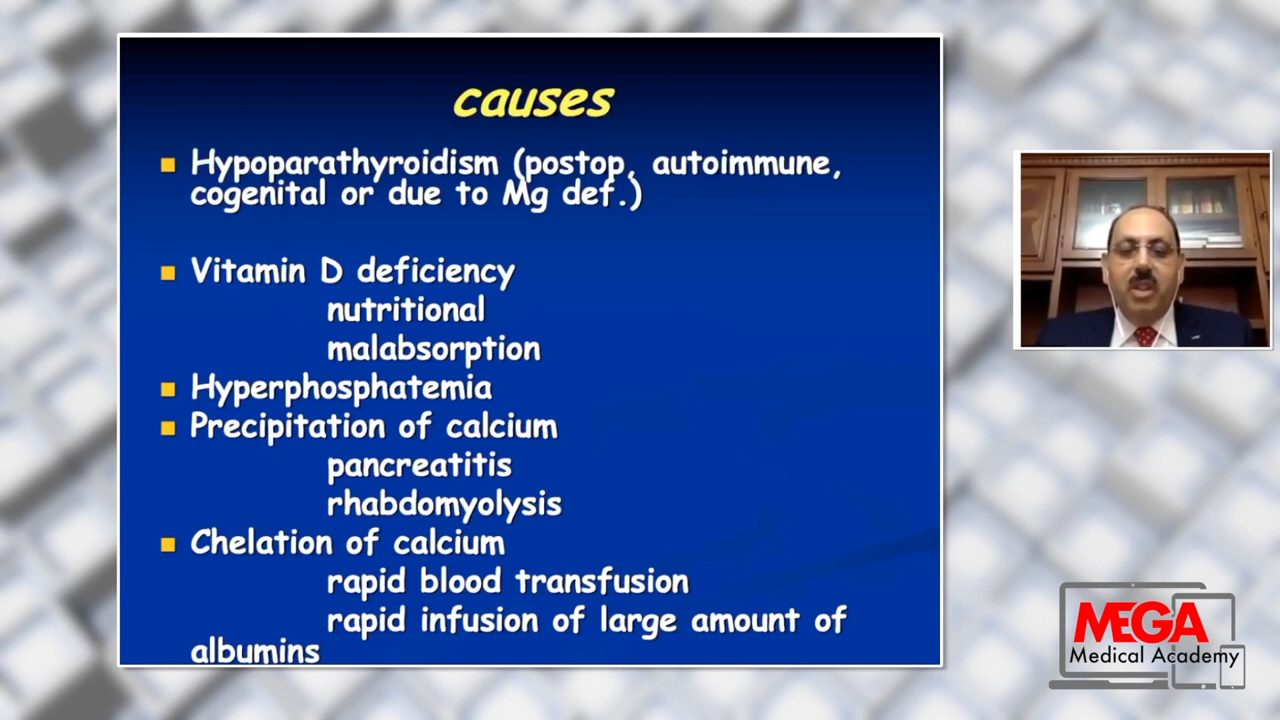 causes
Hypoparathyroidism (postop, autoimmune,
cogenital or due to Mg def.)
Vitamin D deficiency
nutritional
malabsorption
Hyperphosphatemia
Precipitation of calcium
pancreatitis
rhabdomyolysis
Chelation of calcium
rapid blood transfusion
rapid infusion of large amount of
albumins
MEGA
Medical Academy